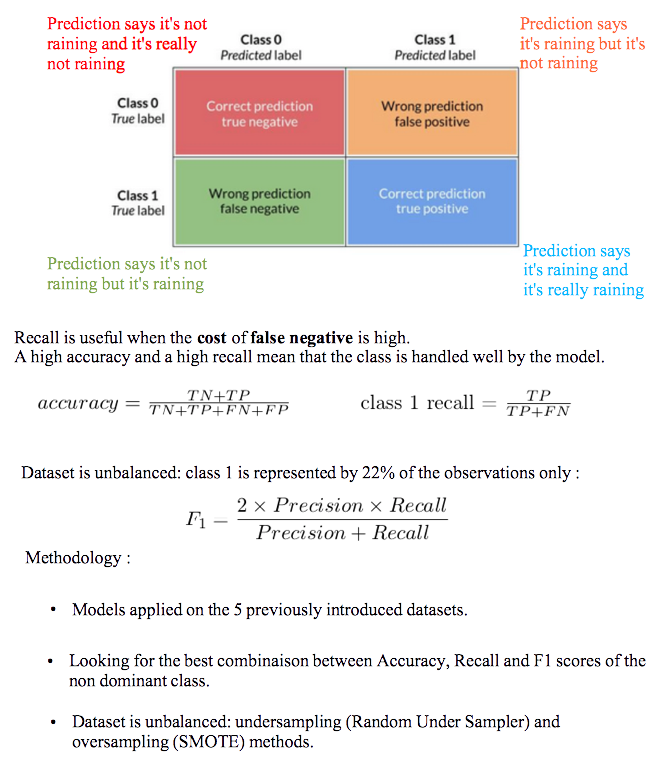 Prediction says it's not
raining and it's really
not raining
Class 0
Predicted label
Class 1
Predicted label
Prediction says
it's raining but it's
not raining
Class 0
True label
Correct prediction
true negative
Wrong prediction
false positive
Class 1
True label
Wrong prediction
false negative
Correct prediction
true positive
Prediction says it's not
raining but it's raining
Prediction says
it's raining and
it's really raining
Recall is useful when the cost of false negative is high.
A high accuracy and a high recall mean that the class is handled well by the model.
accuracy = TN+TP / TN+TP+FN+FP
class 1 recall = TP / TP+FN
Dataset is unbalanced: class 1 is represented by 22% of the observations only :
F1 = 2 × Precision × Recall / Precision + Recall
Methodology :
• Models applied on the 5 previously introduced datasets.
• Looking for the best combinaison between Accuracy, Recall and F1 scores of the
non dominant class.
• Dataset is unbalanced: undersampling (Random Under Sampler) and
oversampling (SMOTE) methods.